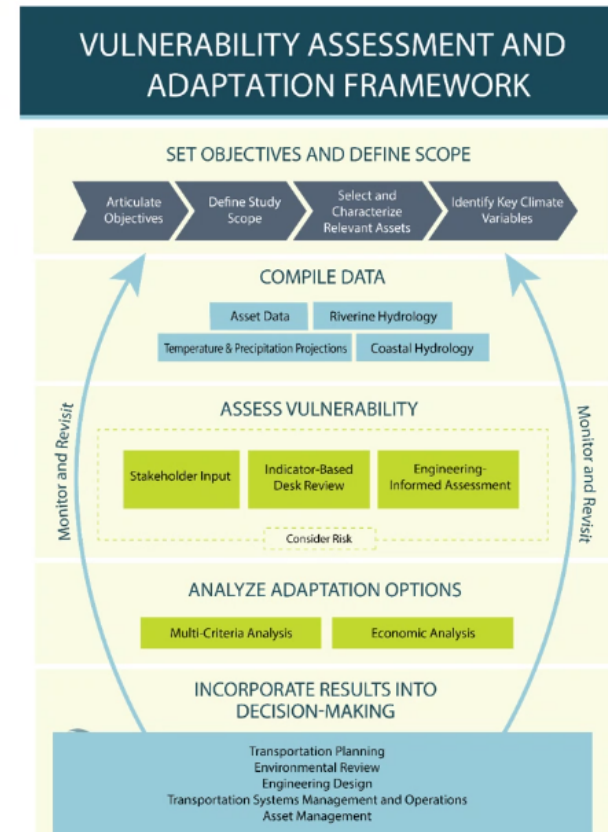 VULNERABILITY ASSESSMENT AND
ADAPTATION FRAMEWORK
SET OBJECTIVES AND DEFINE SCOPE
Articulate
Objectives
Define Study
Scope
Select and
Characterize
Relevant Assets
Identify Key Climate
Variables
COMPILE DATA
Asset Data
Riverine Hydrology
Temperature & Precipitation Projections
Coastal Hydrology
ASSESS VULNERABILITY
Stakeholder Input
Indicator-Based
Desk Review
Engineering-
Informed Assessment
Consider Risk
Monitor and Revisit
Monitor and Revisit
ANALYZE ADAPTATION OPTIONS
Multi-Criteria Analysis
Economic Analysis
INCORPORATE RESULTS INTO
DECISION-MAKING
Transportation Planning
Environmental Review
Engineering Design
Transportation Systems Management and Operations
Asset Management